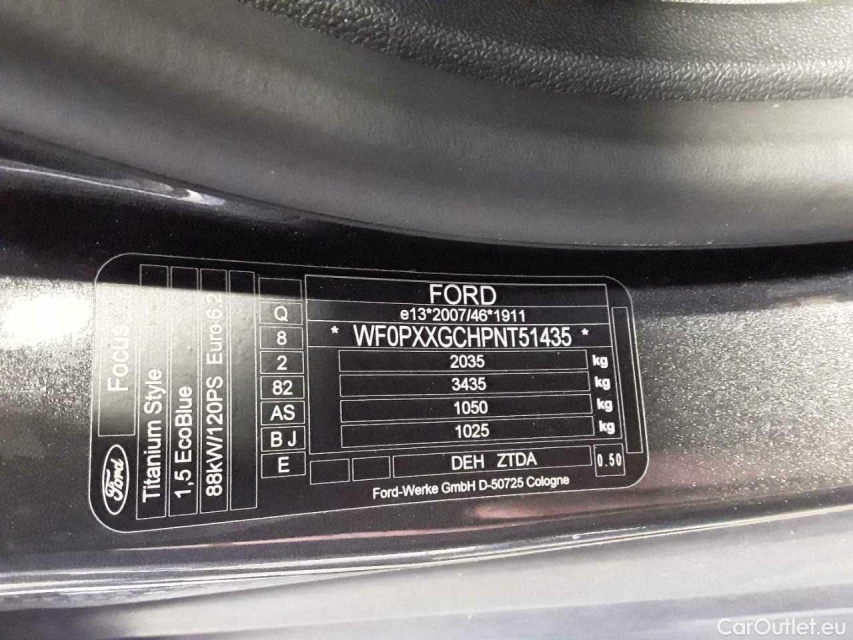 Focus
Titanium Style
1,5 EcoBlue
88kW/120PS Euro 6.2
Ford
Q
8
2
82
AS
BJ
E
FORD
e13*2007/46*1911
* WF0PXXGCHPNT51435 *
2035 kg
3435 kg
1050 kg
1025 kg
DEH ZTDA 0.50
Ford-Werke GmbH D-50725 Cologne
CarOutlet.eu